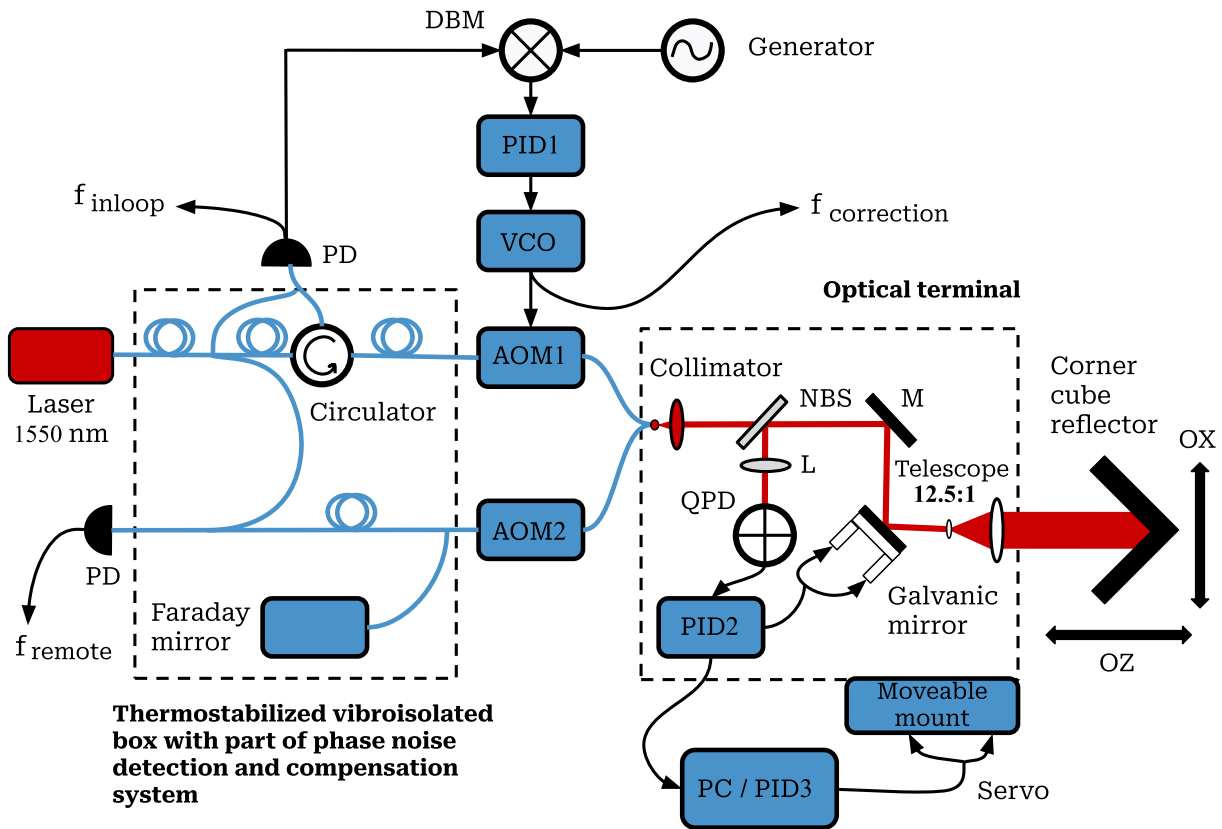 DBM
Generator
PID1
f inloop
PD
VCO
f correction
Optical terminal
Laser
1550 nm
Circulator
AOM1
Collimator
NBS
M
Corner
cube
reflector
OX
L
Telescope
12.5:1
QPD
PD
AOM2
Faraday
mirror
f remote
PID2
Galvanic
mirror
OZ
Moveable
mount
Thermostabilized vibroisolated
box with part of phase noise
detection and compensation
system
PC / PID3
Servo